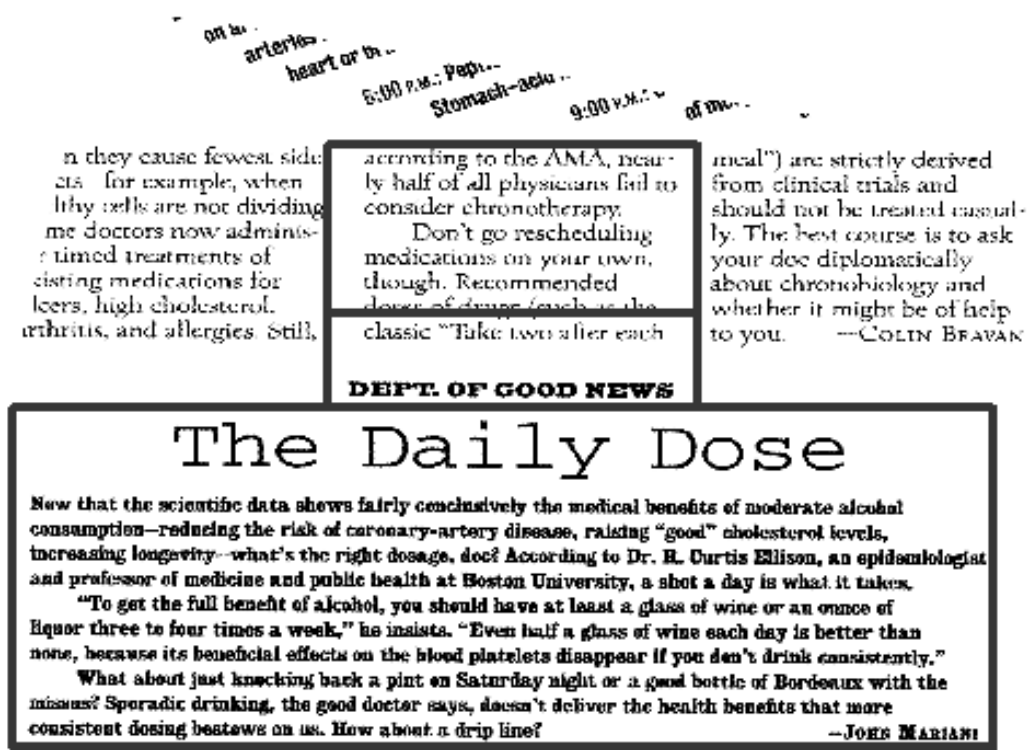 arteries
heart or
6:00 P.M.:
9:00 P.M.:
n they cause fewest side
for example, when
lthy cells are not dividing
me doctors now adminis-
timed treatments of
xisting medications for
lcers, high cholesterol,
arthritis, and allergies. Still,
according to the AMA, near-
ly half of all physicians fail to
consider chronotherapy.
Don't go rescheduling
medications on your own,
though. Recommended
doses of drugs (such as the
classic “Take two after each
meal”) are strictly derived
from clinical trials and
should not be treated casual-
ly. The best course is to ask
your doc diplomatically
about chronobiology and
whether it might be of help
to you. —COLIN BRAVAN
DEPT. OF GOOD NEWS
The Daily Dose
Now that the scientific data shows fairly conclusively the medical benefits of moderate alcohol
consumption—reducing the risk of coronary-artery disease, raising “good” cholesterol levels,
increasing longevity—what's the right dosage, doc? According to Dr. R. Curtis Ellison, an epidemiologist
and professor of medicine and public health at Boston University, a shot a day is what it takes.
“To get the full benefit of alcohol, you should have at least a glass of wine or an ounce of
liquor three to four times a week,” he insists. “Even half a glass of wine each day is better than
none, because its beneficial effects on the blood platelets disappear if you don't drink consistently.”
What about just knocking back a pint on Saturday night or a good bottle of Bordeaux with the
missus? Sporadic drinking, the good doctor says, doesn't deliver the health benefits that more
consistent dosing bestows on us. How about a drip line? —JOHN MARIANI